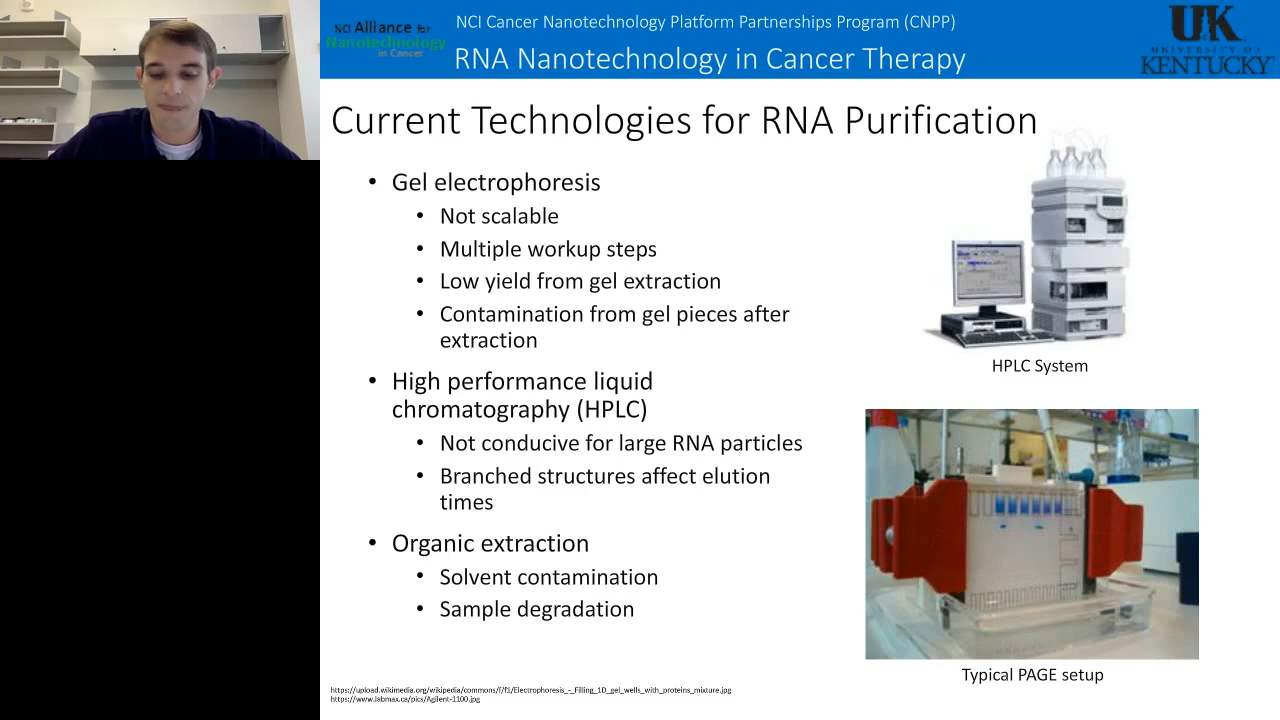 NCI Alliance for
Nanotechnology
in Cancer
NCI Cancer Nanotechnology Platform Partnerships Program (CNPP)
RNA Nanotechnology in Cancer Therapy
UK
UNIVERSITY OF
KENTUCKY
Current Technologies for RNA Purification
• Gel electrophoresis
• Not scalable
• Multiple workup steps
• Low yield from gel extraction
• Contamination from gel pieces after
extraction
• High performance liquid
chromatography (HPLC)
• Not conducive for large RNA particles
• Branched structures affect elution
times
• Organic extraction
• Solvent contamination
• Sample degradation
HPLC System
Typical PAGE setup
https://upload.wikimedia.org/wikipedia/commons/f/f1/Electrophoresis_-_Filling_1D_gel_wells_with_proteins_mixture.jpg
https://www.labmax.ca/pics/Agilent-1100.jpg